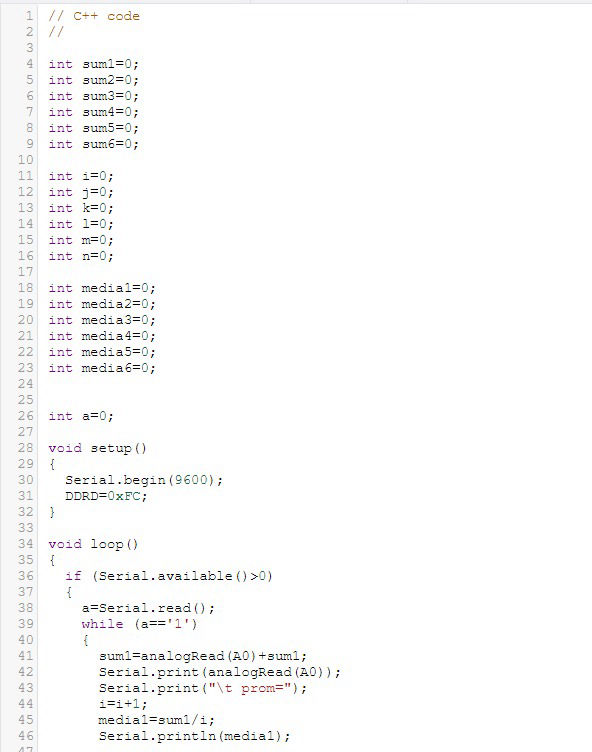 1 // C++ code
2 //
3
4 int sum1=0;
5 int sum2=0;
6 int sum3=0;
7 int sum4=0;
8 int sum5=0;
9 int sum6=0;
10
11 int i=0;
12 int j=0;
13 int k=0;
14 int l=0;
15 int m=0;
16 int n=0;
17
18 int media1=0;
19 int media2=0;
20 int media3=0;
21 int media4=0;
22 int media5=0;
23 int media6=0;
24
25
26 int a=0;
27
28 void setup()
29 {
30   Serial.begin(9600);
31   DDRD=0xFC;
32 }
33
34 void loop()
35 {
36   if (Serial.available()>0)
37   {
38     a=Serial.read();
39     while (a=='1')
40     {
41       sum1=analogRead(A0)+sum1;
42       Serial.print(analogRead(A0));
43       Serial.print("\t prom=");
44       i=i+1;
45       media1=sum1/i;
46       Serial.println(media1);
47